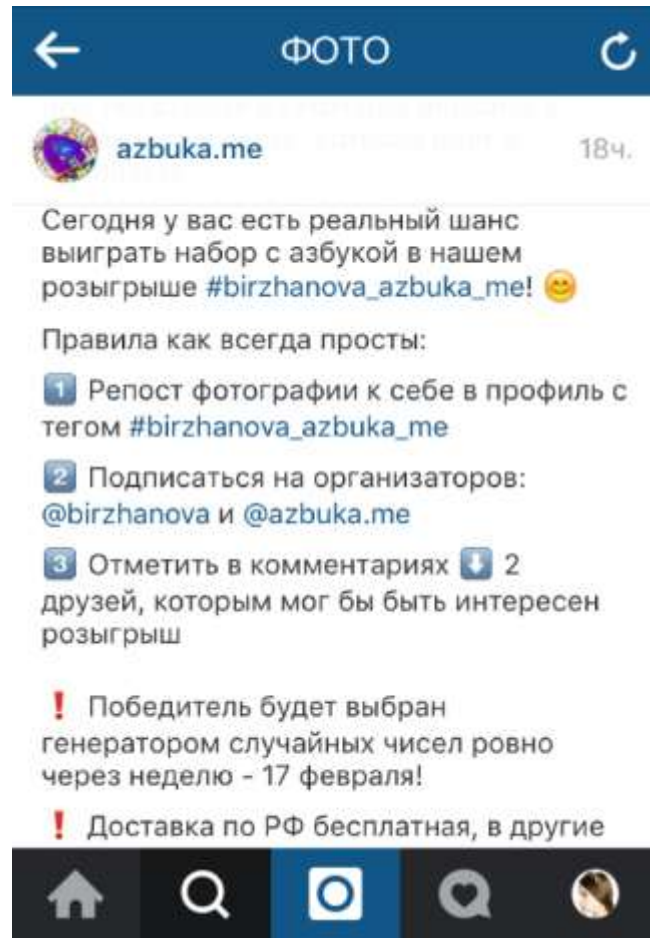 ФОТО
azbuka.me
18ч.
Сегодня у вас есть реальный шанс
выиграть набор с азбукой в нашем
розыгрыше #birzhanova_azbuka_me! 😊
Правила как всегда просты:
1️⃣ Репост фотографии к себе в профиль с
тегом #birzhanova_azbuka_me
2️⃣ Подписаться на организаторов:
@birzhanova и @azbuka.me
3️⃣ Отметить в комментариях ⬇️ 2
друзей, которым мог бы быть интересен
розыгрыш
❗ Победитель будет выбран
генератором случайных чисел ровно
через неделю - 17 февраля!
❗ Доставка по РФ бесплатная, в другие